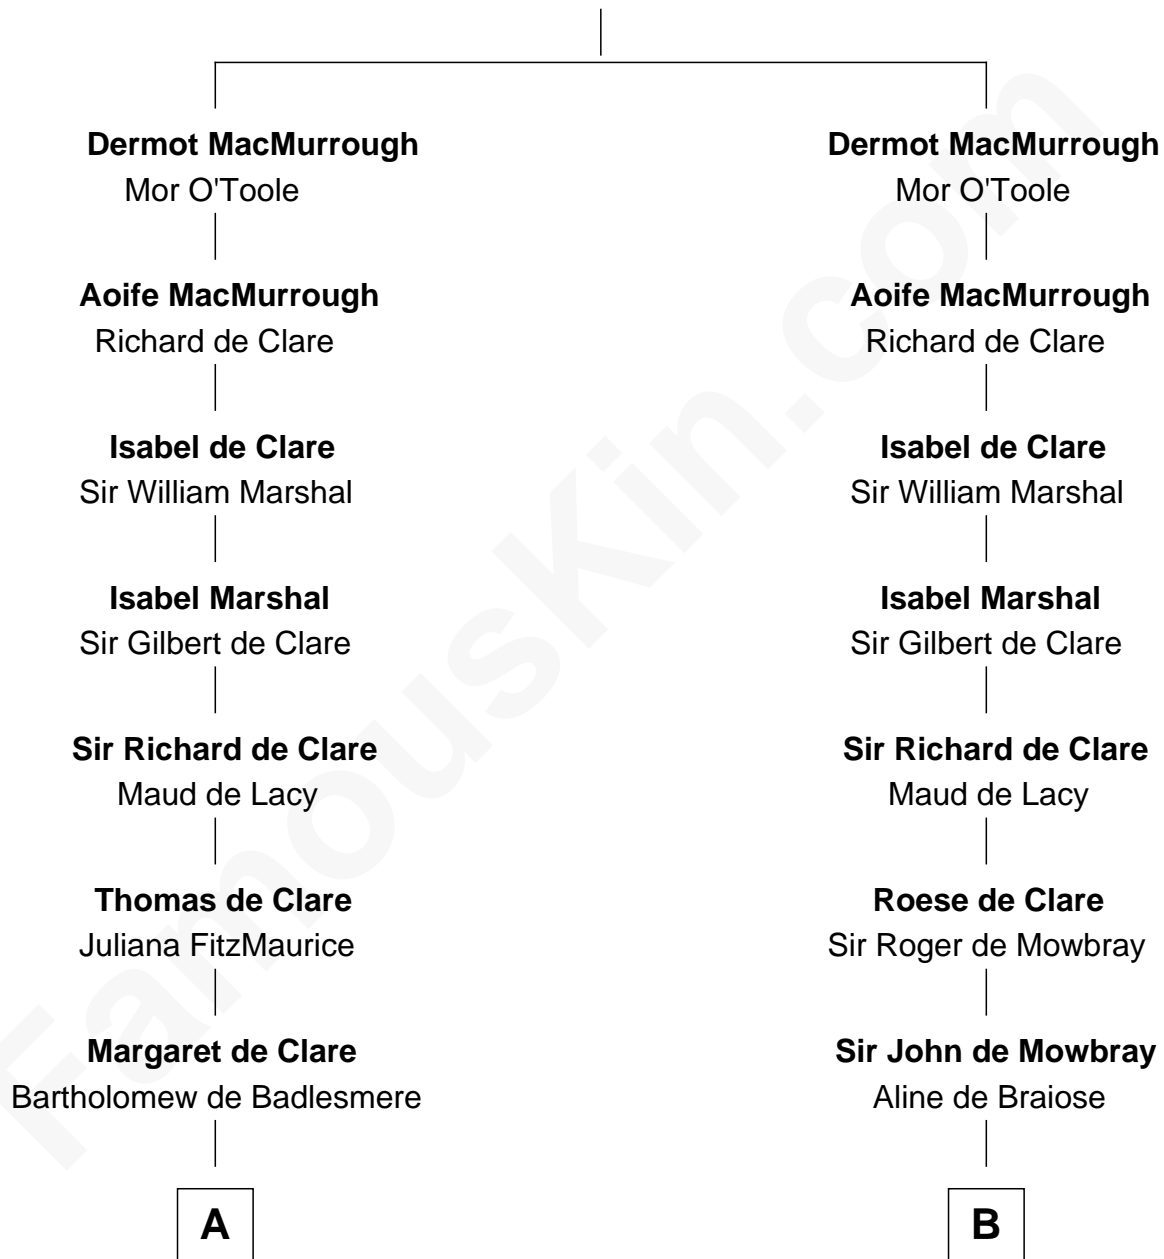 Dermot MacMurrough
Mor O'Toole
Aoife MacMurrough
Richard de Clare
Isabel de Clare
Sir William Marshal
Isabel Marshal
Sir Gilbert de Clare
Sir Richard de Clare
Maud de Lacy
Thomas de Clare
Juliana FitzMaurice
Margaret de Clare
Bartholomew de Badlesmere
A
Dermot MacMurrough
Mor O'Toole
Aoife MacMurrough
Richard de Clare
Isabel de Clare
Sir William Marshal
Isabel Marshal
Sir Gilbert de Clare
Sir Richard de Clare
Maud de Lacy
Roese de Clare
Sir Roger de Mowbray
Sir John de Mowbray
Aline de Braiose
B
FamousKin.com